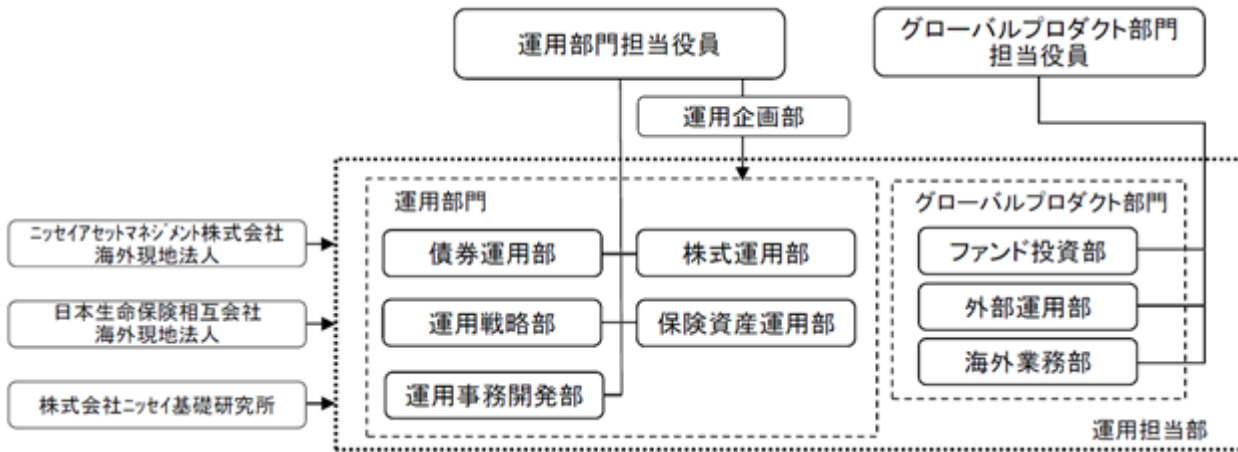 運用部門担当役員
グローバルプロダクト部門
担当役員
運用企画部
運用部門
グローバルプロダクト部門
ニッセイアセットマネジメント株式会社
海外現地法人
債券運用部
株式運用部
ファンド投資部
日本生命保険相互会社
海外現地法人
運用戦略部
保険資産運用部
外部運用部
海外業務部
株式会社ニッセイ基礎研究所
運用事務開発部
運用担当部